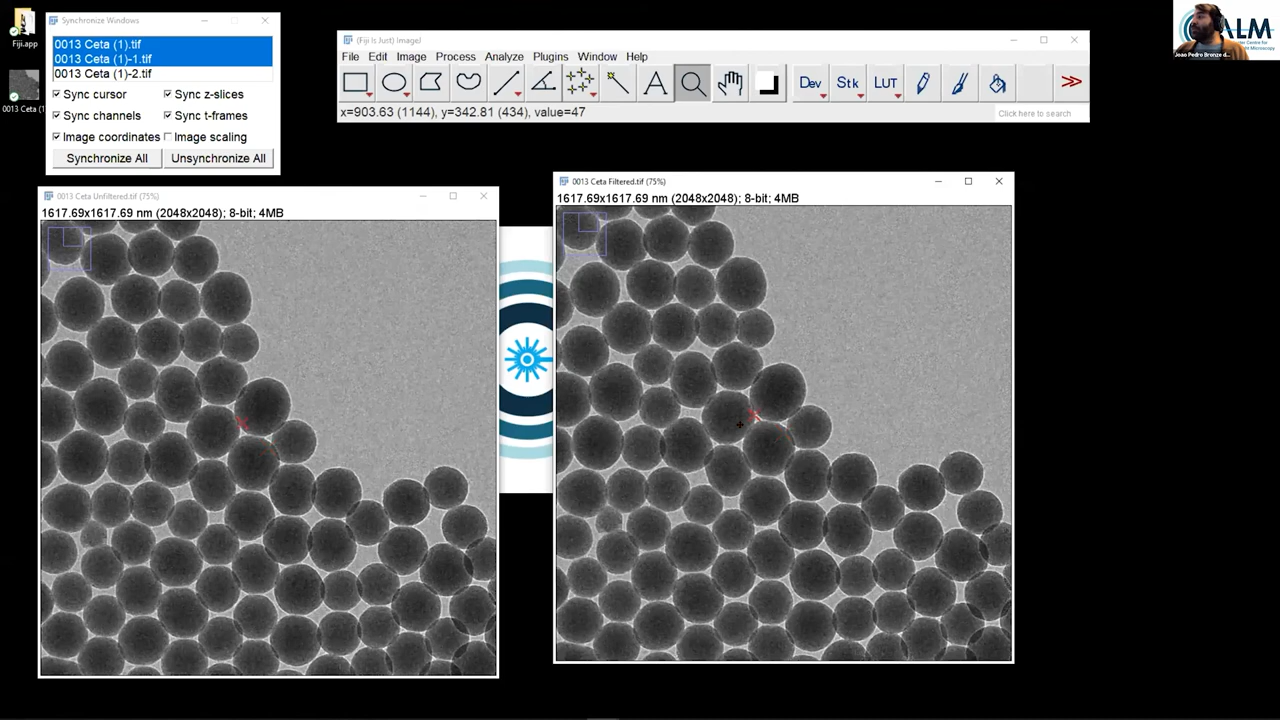 Fiji.app
0013 Ceta (1
Synchronize Windows
0013 Ceta (1).tif
0013 Ceta (1)-1.tif
0013 Ceta (1)-2.tif
Sync cursor
Sync z-slices
Sync channels
Sync t-frames
Image coordinates
Image scaling
Synchronize All
Unsynchronize All
(Fiji Is Just) ImageJ
File Edit Image Process Analyze Plugins Window Help
Dev Stk LUT
x=903.63 (1144), y=342.81 (434), value=47
Click here to search
ALM
0013 Ceta Unfiltered.tif (75%)
1617.69x1617.69 nm (2048x2048); 8-bit; 4MB
0013 Ceta Filtered.tif (75%)
1617.69x1617.69 nm (2048x2048); 8-bit; 4MB